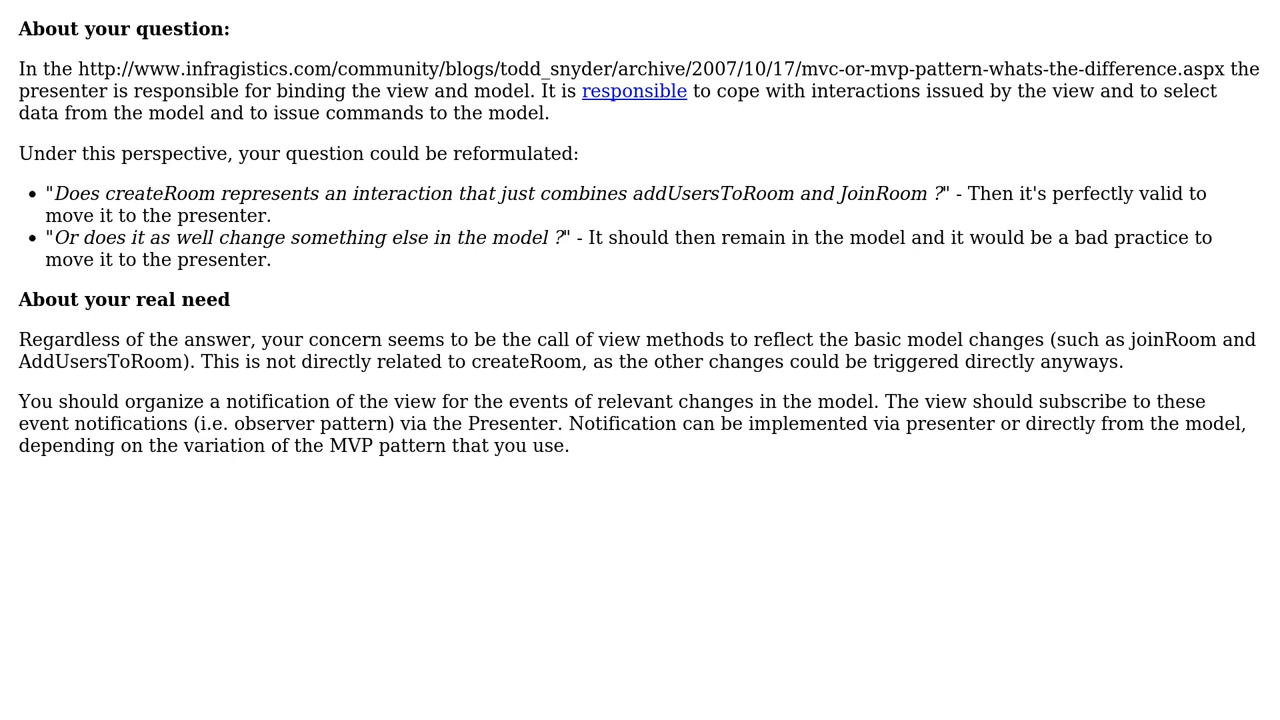 About your question:
In the http://www.infragistics.com/community/blogs/todd_snyder/archive/2007/10/17/mvc-or-mvp-pattern-whats-the-difference.aspx the
presenter is responsible for binding the view and model. It is responsible to cope with interactions issued by the view and to select
data from the model and to issue commands to the model.
Under this perspective, your question could be reformulated:
• "Does createRoom represents an interaction that just combines addUsersToRoom and JoinRoom ?" - Then it's perfectly valid to
move it to the presenter.
• "Or does it as well change something else in the model ?" - It should then remain in the model and it would be a bad practice to
move it to the presenter.
About your real need
Regardless of the answer, your concern seems to be the call of view methods to reflect the basic model changes (such as joinRoom and
AddUsersToRoom). This is not directly related to createRoom, as the other changes could be triggered directly anyways.
You should organize a notification of the view for the events of relevant changes in the model. The view should subscribe to these
event notifications (i.e. observer pattern) via the Presenter. Notification can be implemented via presenter or directly from the model,
depending on the variation of the MVP pattern that you use.